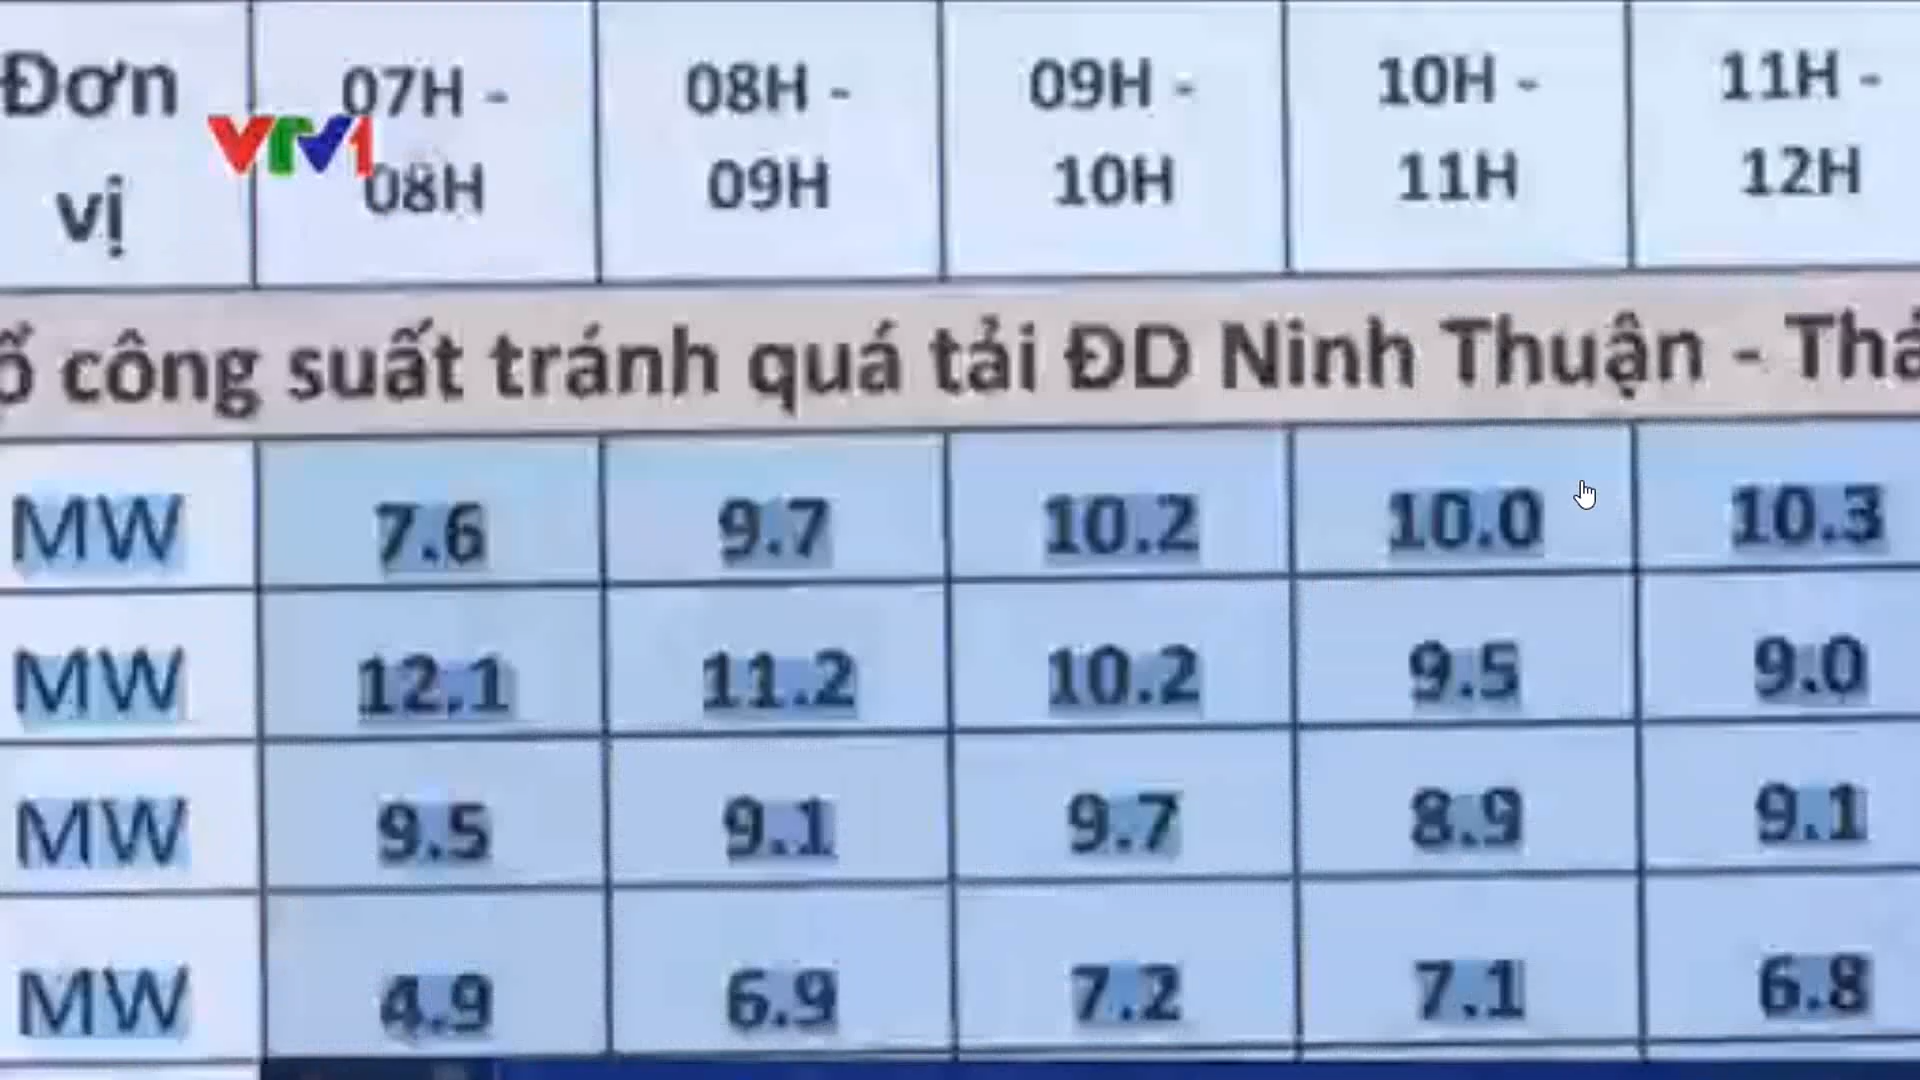 Đơn vị 07H - 08H 08H - 09H 09H - 10H 10H - 11H 11H - 12H
VTV1
công suất tránh quá tải ĐD Ninh Thuận -
MW 7.6 9.7 10.2 10.0 10.3
MW 12.1 11.2 10.2 9.5 9.0
MW 9.5 9.1 9.7 8.9 9.1
MW 4.9 6.9 7.2 7.1 6.8